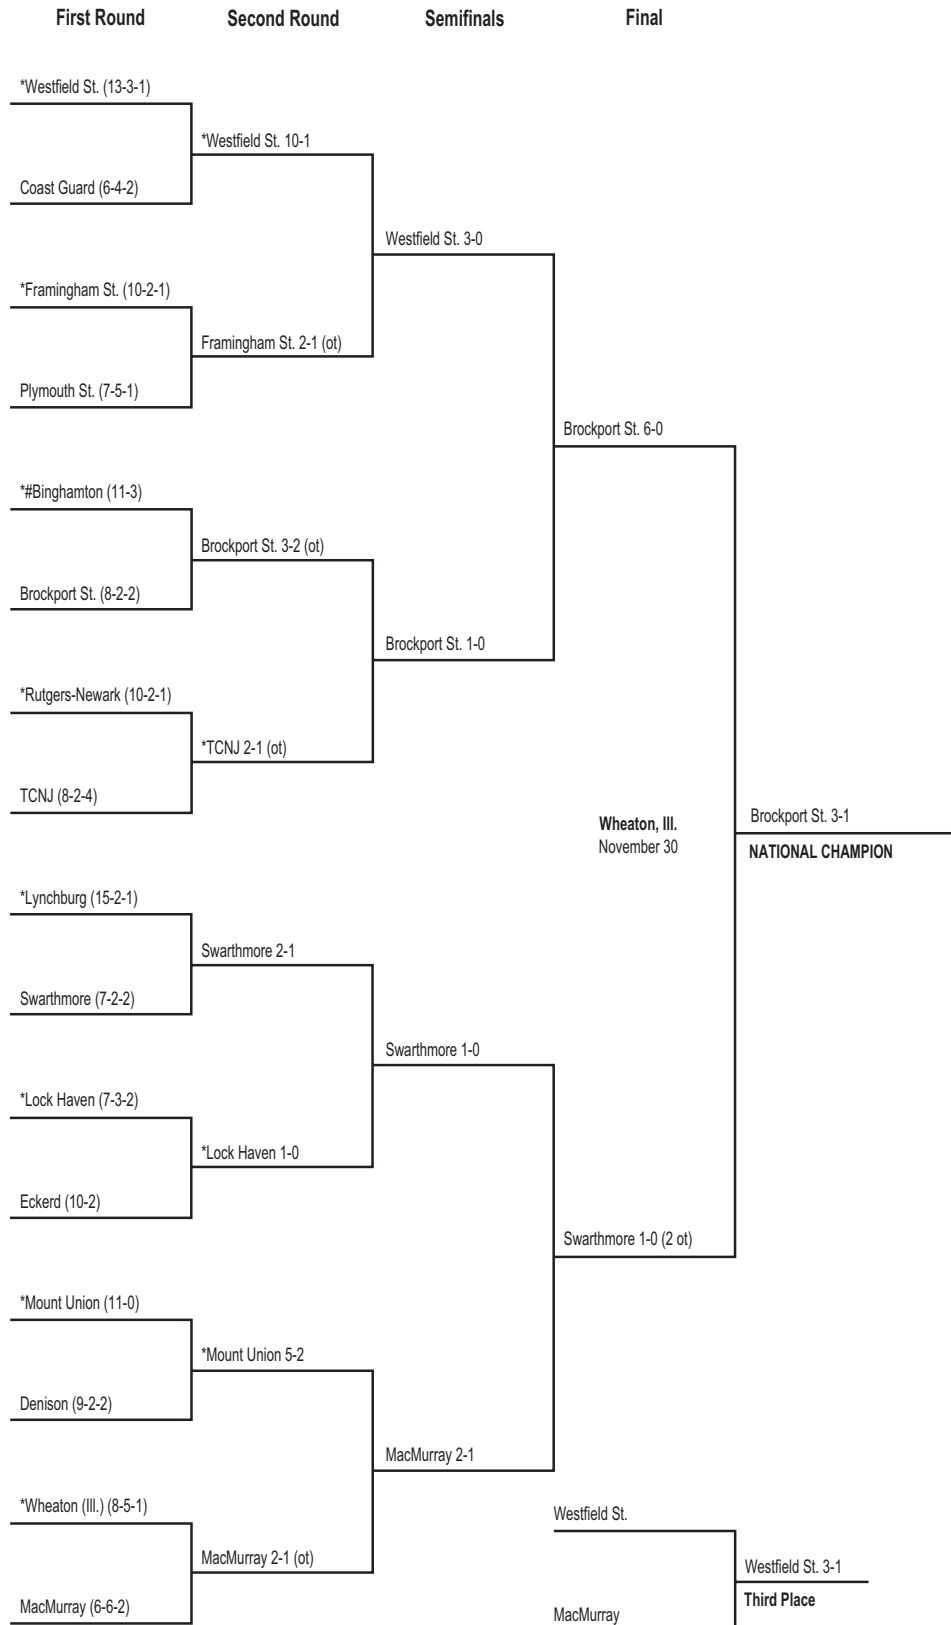 First Round
Second Round
Semifinals
Final
*Westfield St. (13-3-1)
*Westfield St. 10-1
Coast Guard (6-4-2)
Westfield St. 3-0
*Framingham St. (10-2-1)
Framingham St. 2-1 (ot)
Plymouth St. (7-5-1)
Brockport St. 6-0
*#Binghamton (11-3)
Brockport St. 3-2 (ot)
Brockport St. (8-2-2)
Brockport St. 1-0
*Rutgers-Newark (10-2-1)
*TCNJ 2-1 (ot)
TCNJ (8-2-4)
Wheaton, Ill.
November 30
Brockport St. 3-1
NATIONAL CHAMPION
*Lynchburg (15-2-1)
Swarthmore 2-1
Swarthmore (7-2-2)
Swarthmore 1-0
*Lock Haven (7-3-2)
*Lock Haven 1-0
Eckerd (10-2)
Swarthmore 1-0 (2 ot)
*Mount Union (11-0)
*Mount Union 5-2
Denison (9-2-2)
MacMurray 2-1
*Wheaton (Ill.) (8-5-1)
MacMurray 2-1 (ot)
MacMurray (6-6-2)
Westfield St.
Westfield St. 3-1
Third Place
MacMurray